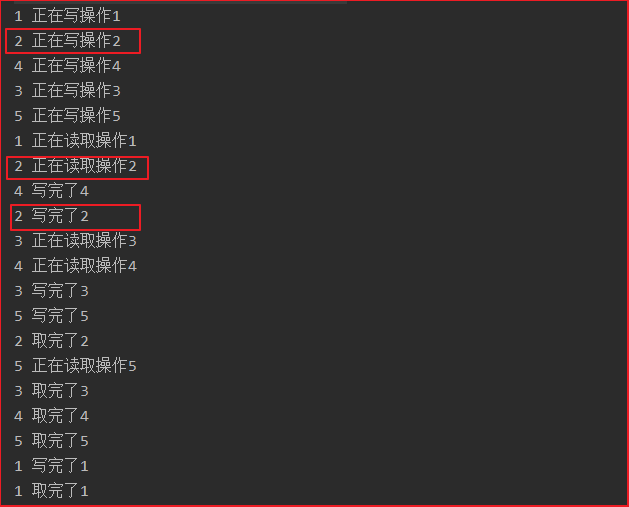 1 正在写操作1
2 正在写操作2
4 正在写操作4
3 正在写操作3
5 正在写操作5
1 正在读取操作1
2 正在读取操作2
4 写完了4
2 写完了2
3 正在读取操作3
4 正在读取操作4
3 写完了3
5 写完了5
2 取完了2
5 正在读取操作5
3 取完了3
4 取完了4
5 取完了5
1 写完了1
1 取完了1